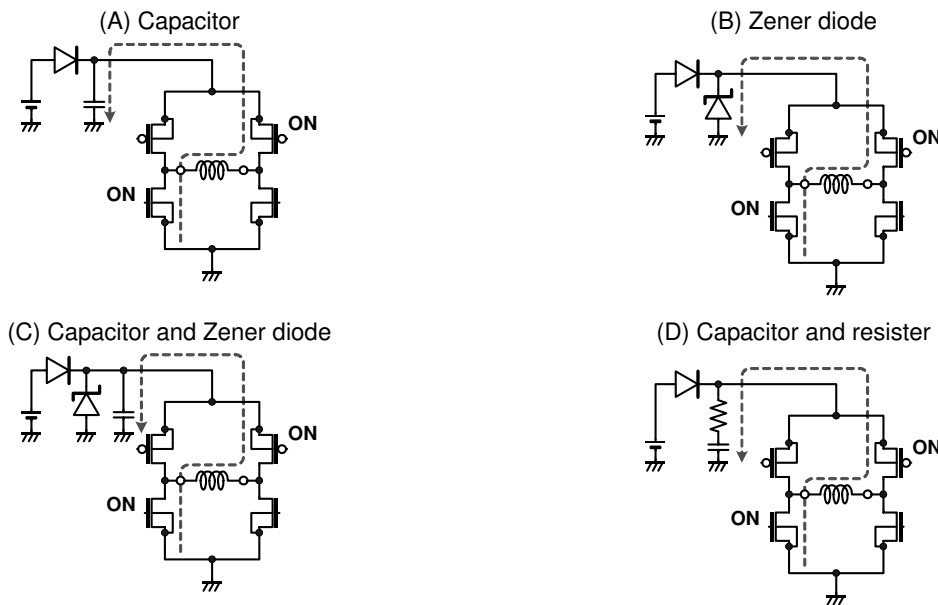 (A) Capacitor
(B) Zener diode
ON
ON
ON
ON
(C) Capacitor and Zener diode
(D) Capacitor and resister
ON
ON
ON
ON